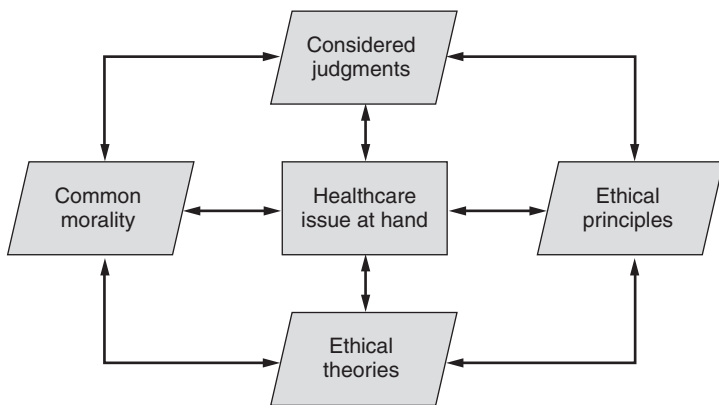 Considered
judgments
Common
morality
Healthcare
issue at hand
Ethical
principles
Ethical
theories